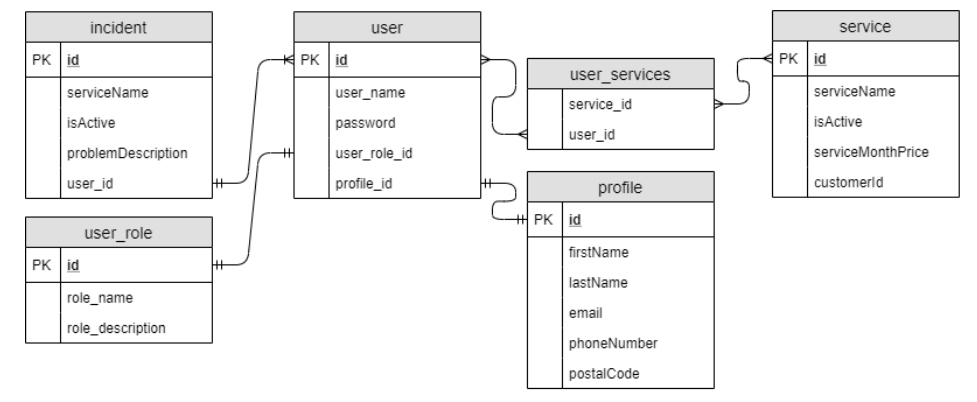 incident
PK id
serviceName
isActive
problemDescription
user_id
user_role
PK id
role_name
role_description
user
PK id
user_name
password
user_role_id
profile_id
user_services
service_id
user_id
profile
PK id
firstName
lastName
email
phoneNumber
postalCode
service
PK id
serviceName
isActive
serviceMonthPrice
customerId